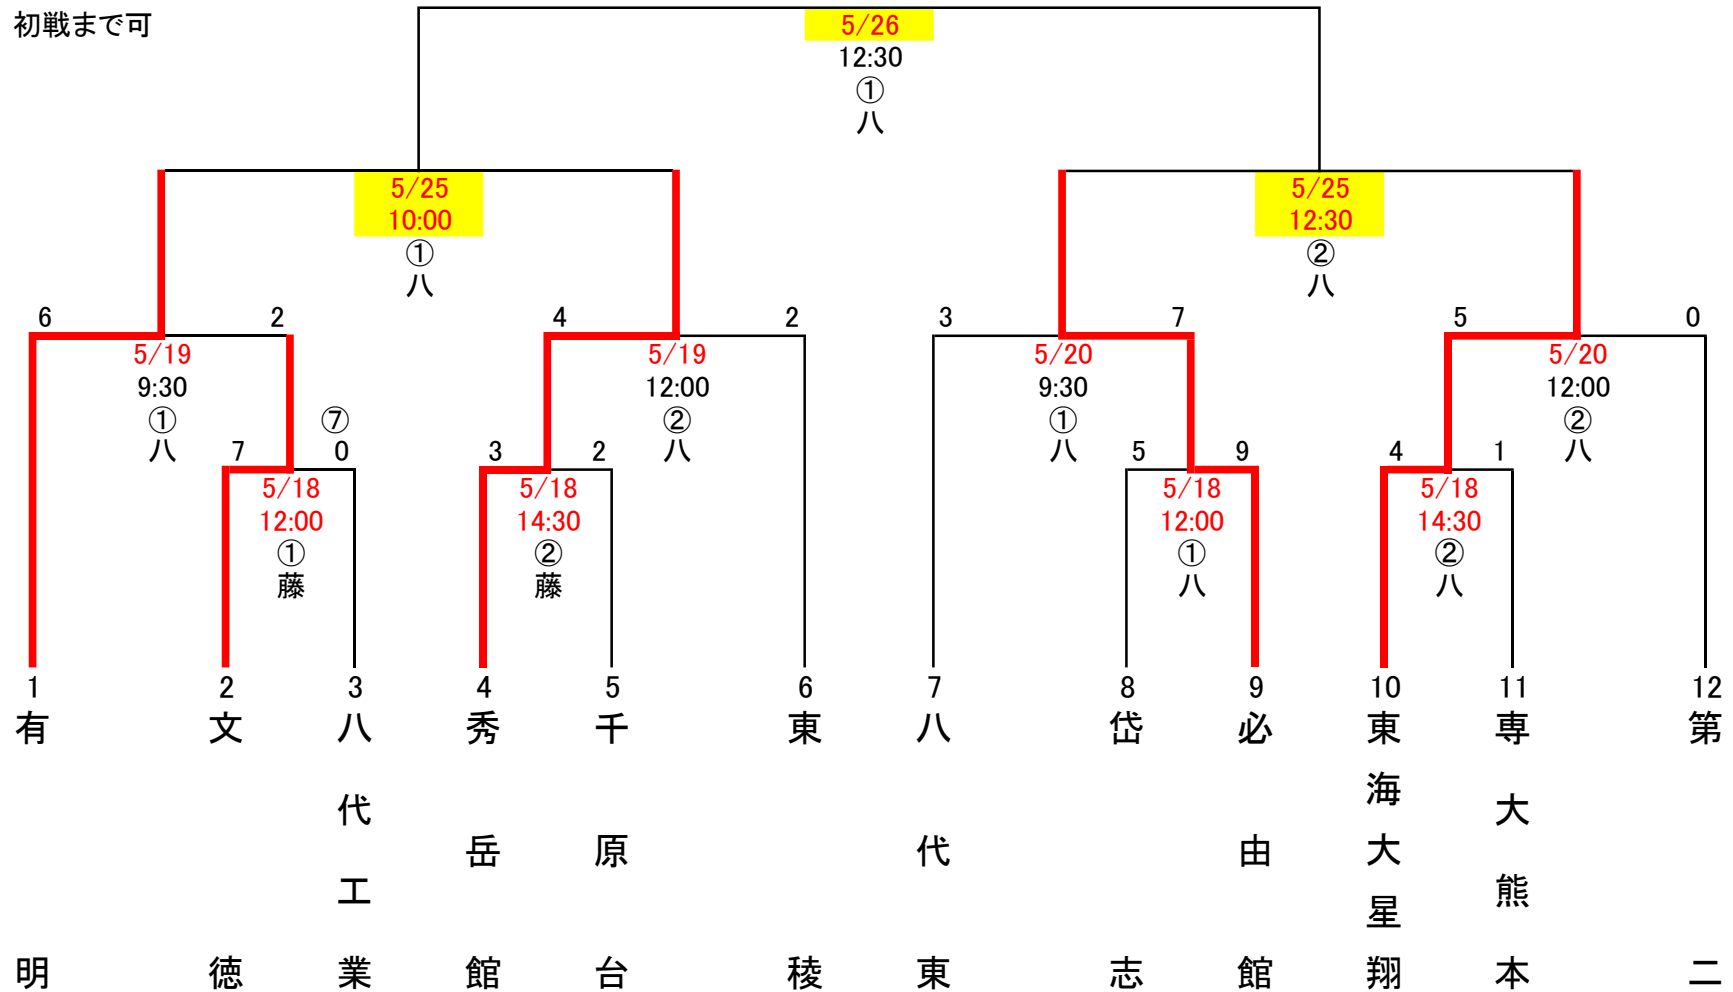 初戦まで可
5/26
12:30
①
八
5/25
10:00
①
八
5/25
12:30
②
八
6 2 4 2 3 7 5 0
5/19
9:30
①
八
5/19
12:00
②
八
5/20
9:30
①
八
5/20
12:00
②
八
⑦
7 0 3 2 5 9 4 1
5/18
12:00
①
藤
5/18
14:30
②
藤
5/18
12:00
①
八
5/18
14:30
②
八
1 2 3 4 5 6 7 8 9 10 11 12
有明
文徳
八代工業
秀岳館
千原台
東稜
八代東
岱志
必由館
東海大星翔
専大熊本
第二